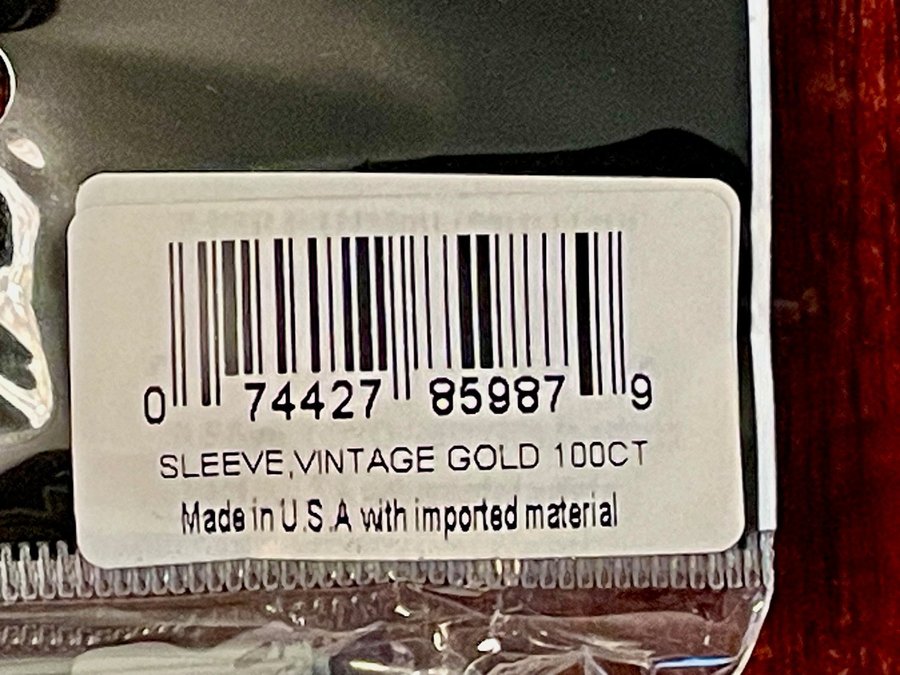 0 74427 85987 9
SLEEVE,VINTAGE GOLD 100CT
Made in U.S.A with imported material